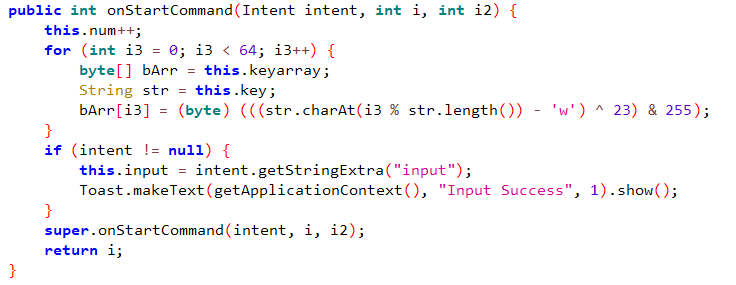 public int onStartCommand(Intent intent, int i, int i2) {
    this.num++;
    for (int i3 = 0; i3 < 64; i3++) {
        byte[] bArr = this.keyarray;
        String str = this.key;
        bArr[i3] = (byte) (((str.charAt(i3 % str.length()) - 'w') ^ 23) & 255);
    }
    if (intent != null) {
        this.input = intent.getStringExtra("input");
        Toast.makeText(getApplicationContext(), "Input Success", 1).show();
    }
    super.onStartCommand(intent, i, i2);
    return i;
}